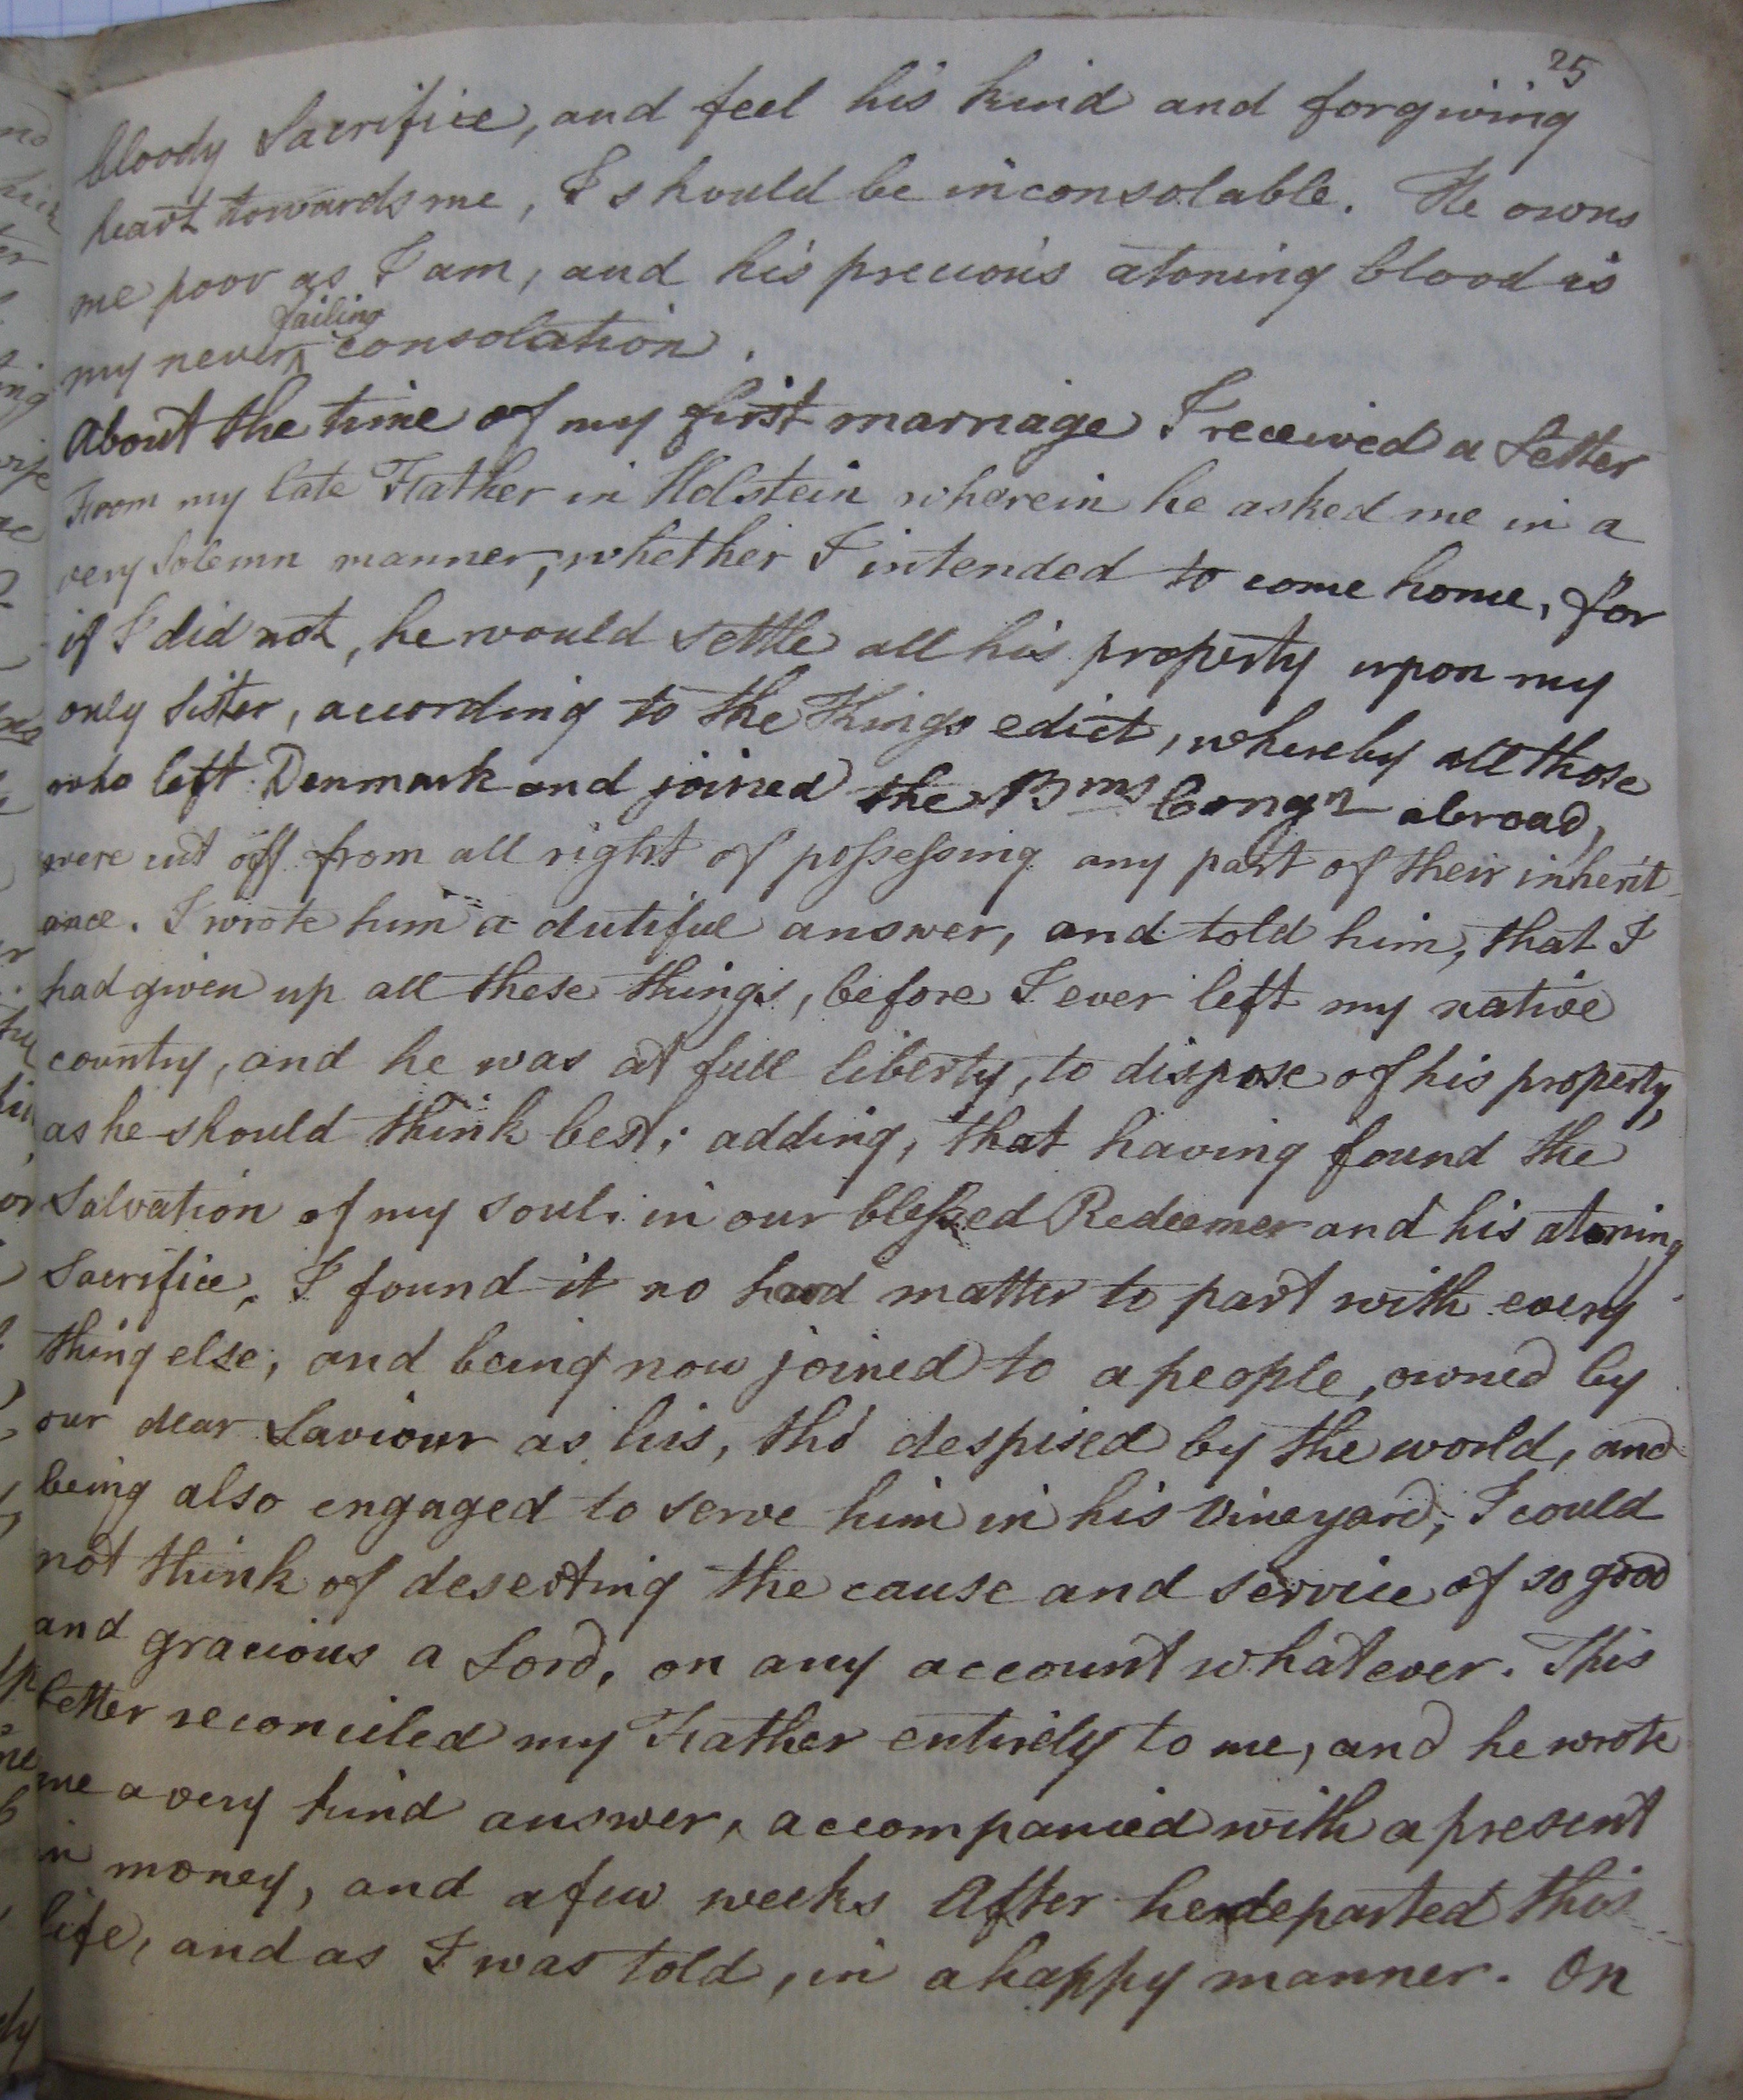 25
bloody Sacrifice, and feel his kind and forgiving
heart towards me, I should be inconsolable. He owns
me poor as I am, and his precious atoning blood is
failing
my never ^ consolation.
About the time of my first marriage I received a Letter
From my late Father in Holstein wherein he asked me in a
very Solemn manner, whether I intended to come home, for
if I did not, he would settle all his property upon my
only Sister, according to the Kings edict, whereby all those
who left Denmark and joined the Bms Congn abroad,
were cut off from all right of possessing any part of their inherit-
ance. I wrote him a dutiful answer, and told him, that I
had given up all these things, before I ever left my native
country, and he was at full liberty, to dispose of his property,
as he should think best; adding, that having found the
Salvation of my soul in our blessed Redeemer and his atoning
Sacrifice, I found it no hard matter to part with every
thing else; and being now joined to a people, owned by
our dear Saviour as his, tho' despised by the world, and
being also engaged to serve him in his Vineyard, I could
not think of deserting the cause and service of so good
and gracious a Lord, on any account whatever. This
letter reconciled my Father entirely to me, and he wrote
me a very kind answer, accompanied with a present
in money, and a few weeks After he departed this
life, and as I was told, in a happy manner. On